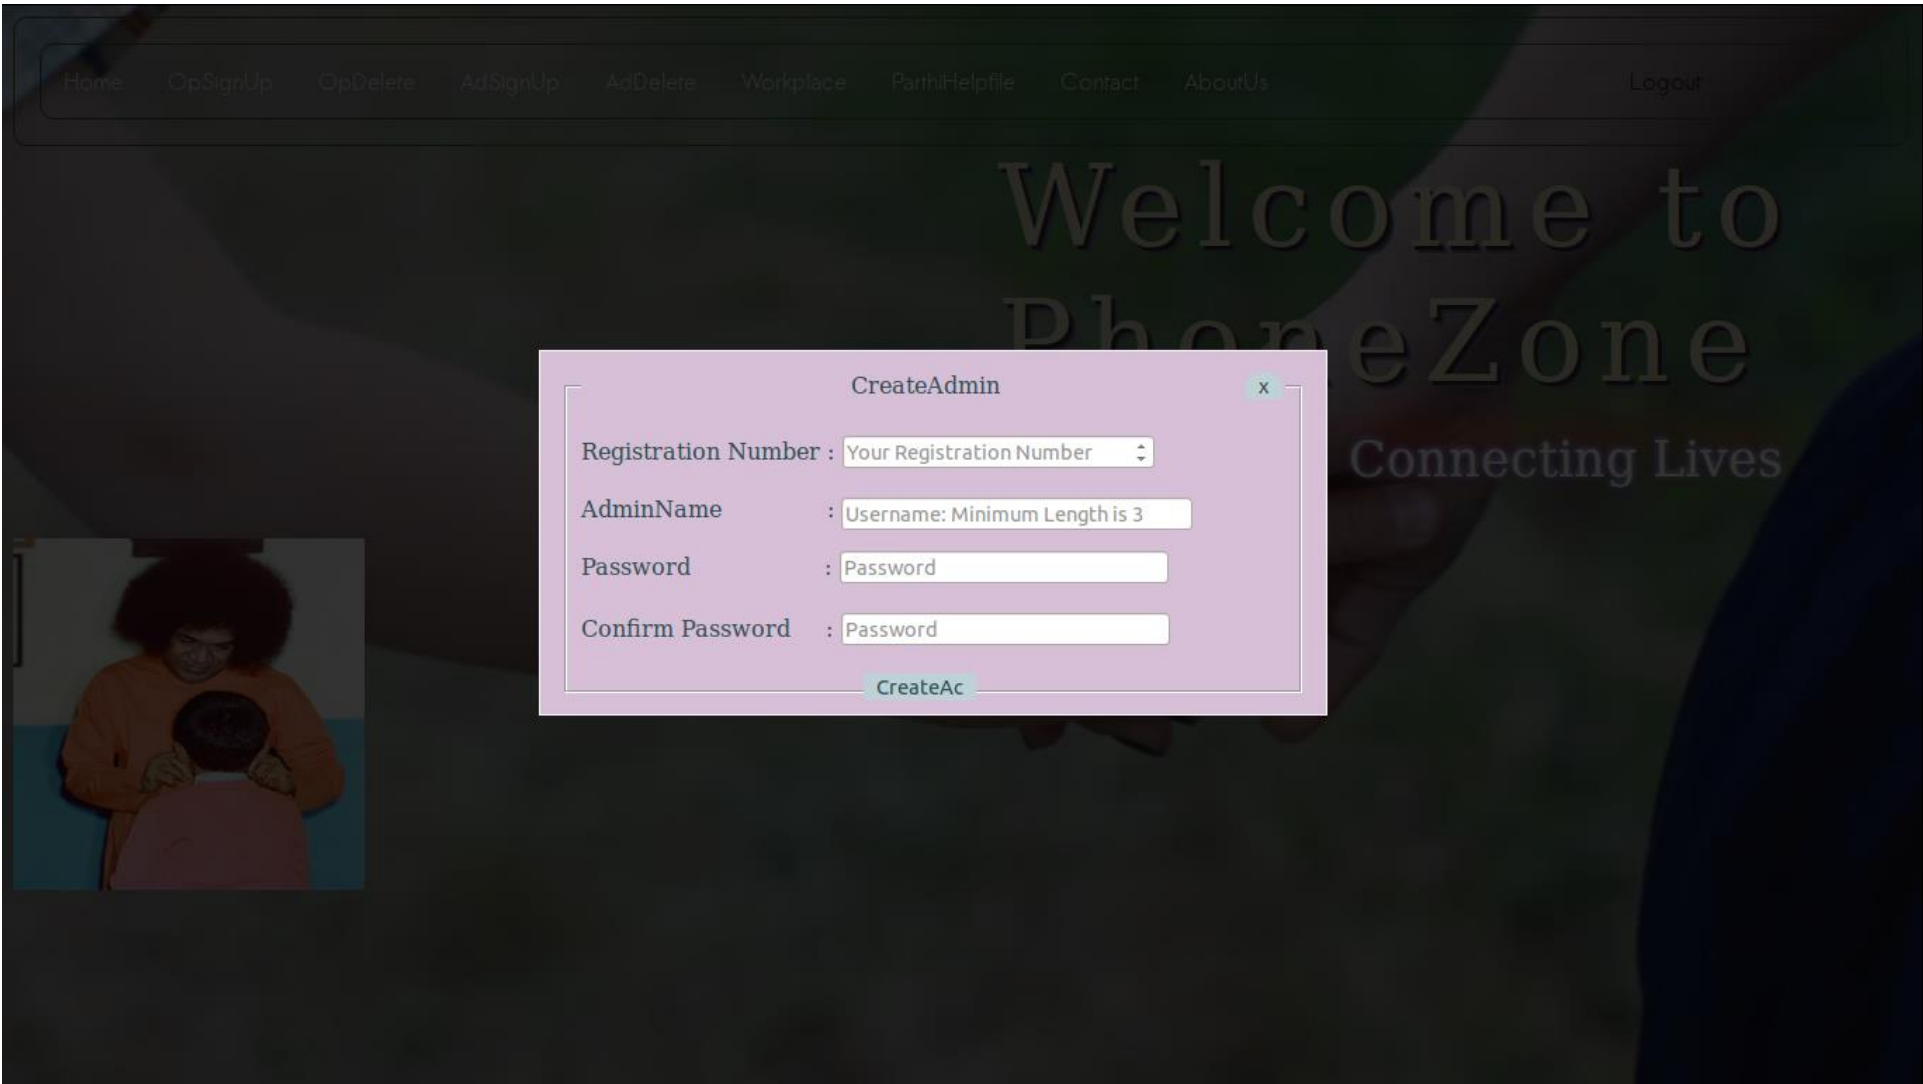 Home OpSignUp OpDelete AdSignUp AdDelete Workplace ParthiHelpfile Contact AboutUs Logout
Welcome to
PhoneZone
Connecting Lives
CreateAdmin x
Registration Number : Your Registration Number
AdminName : Username: Minimum Length is 3
Password : Password
Confirm Password : Password
CreateAc